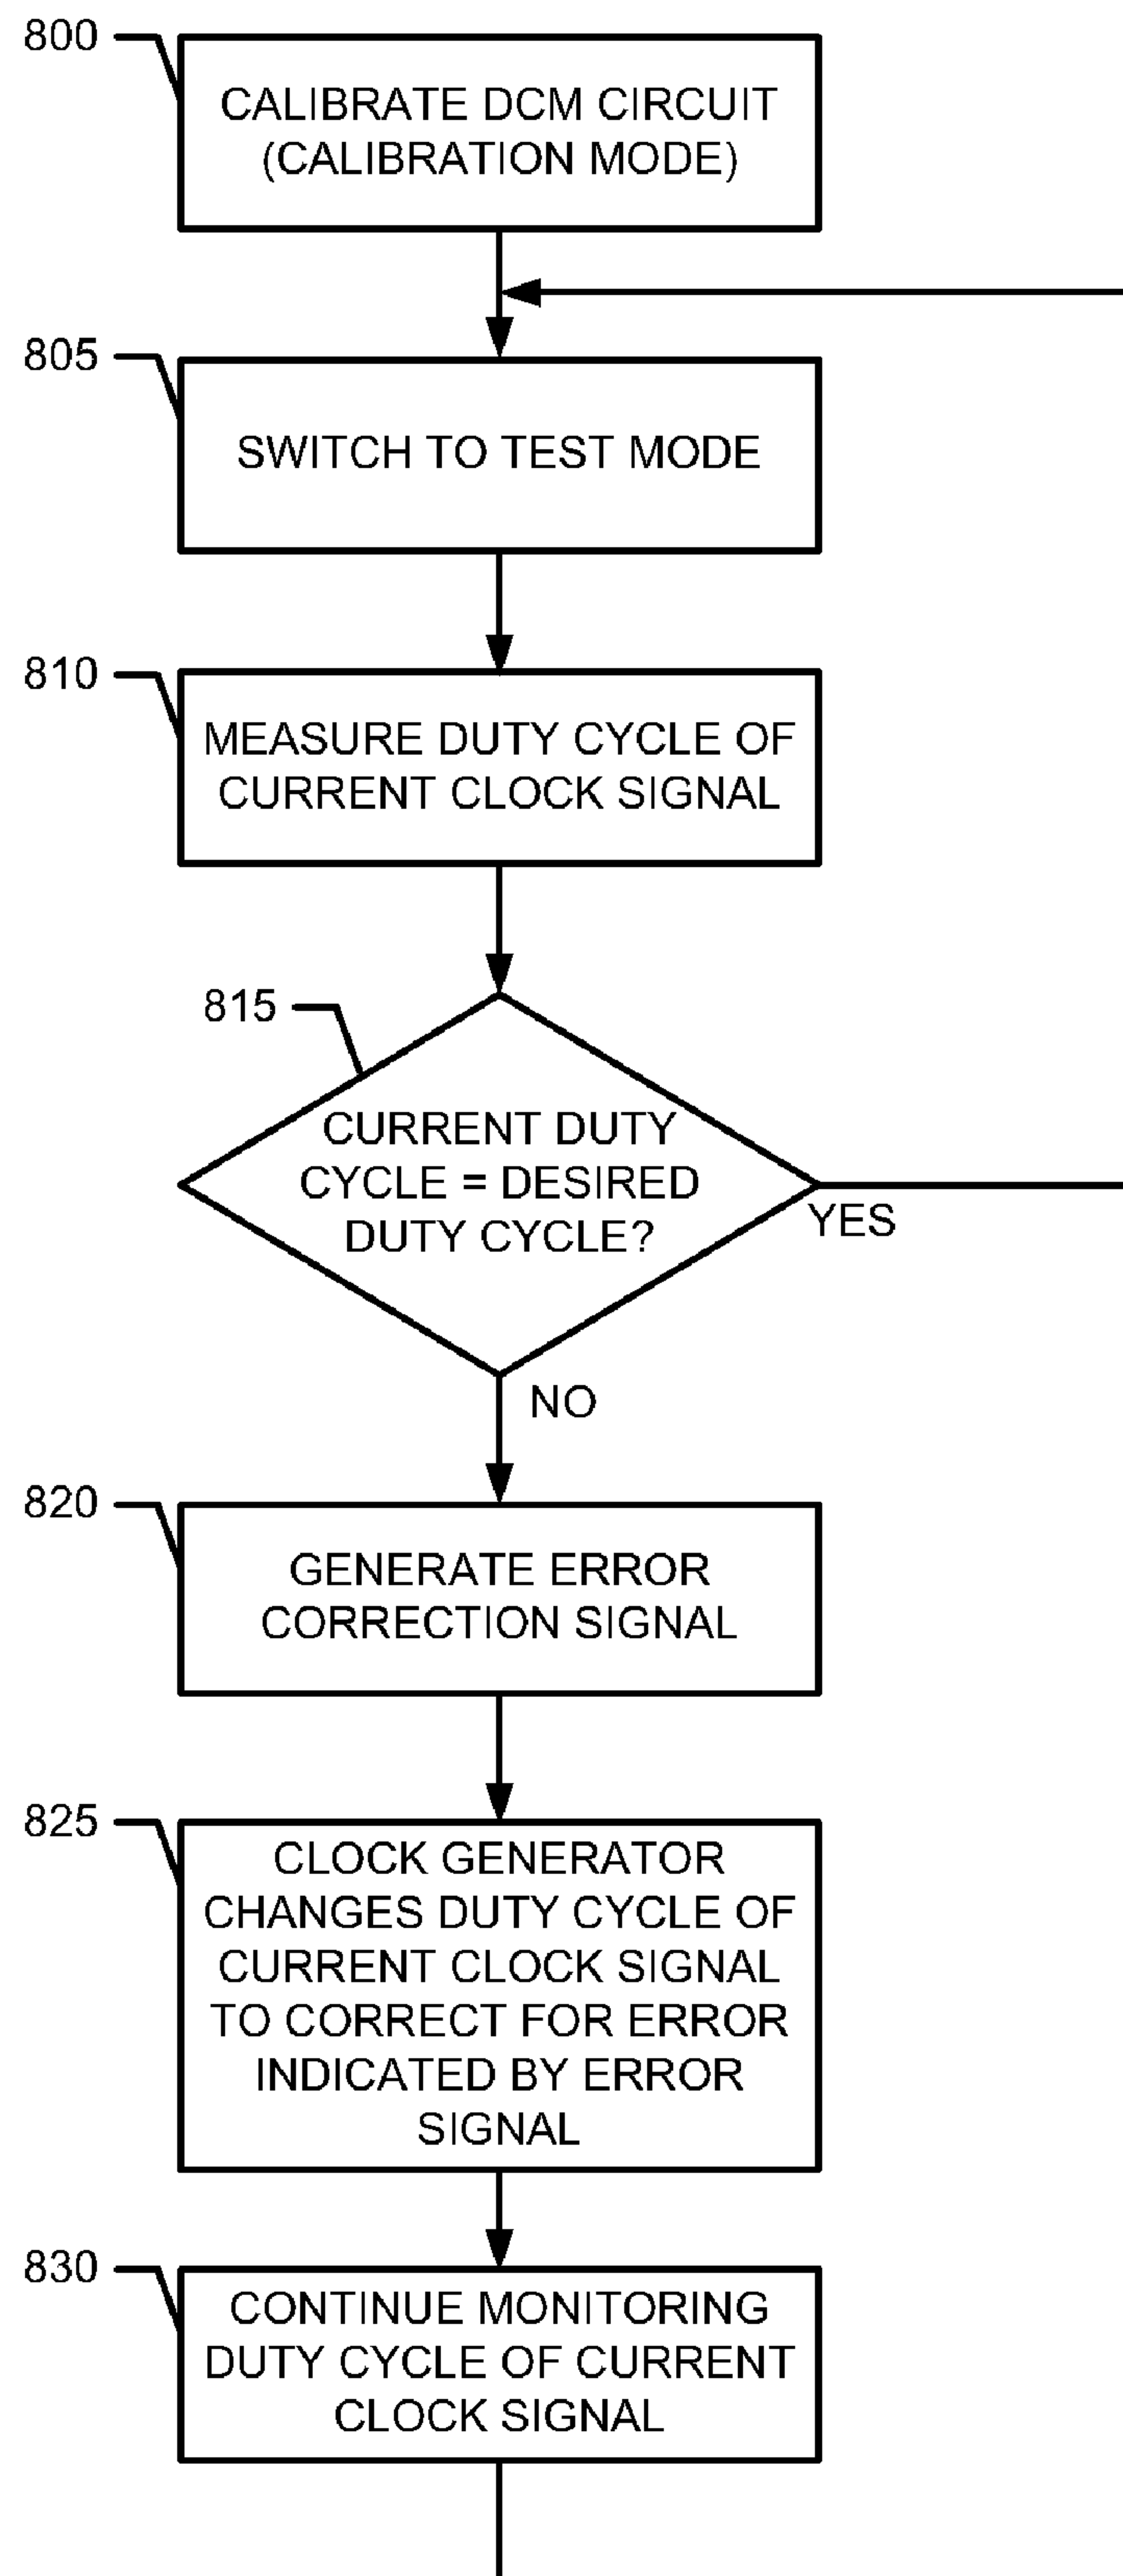 800
CALIBRATE DCM CIRCUIT
(CALIBRATION MODE)
805
SWITCH TO TEST MODE
810
MEASURE DUTY CYCLE OF
CURRENT CLOCK SIGNAL
815
CURRENT DUTY
CYCLE = DESIRED
DUTY CYCLE?
YES
NO
820
GENERATE ERROR
CORRECTION SIGNAL
825
CLOCK GENERATOR
CHANGES DUTY CYCLE OF
CURRENT CLOCK SIGNAL
TO CORRECT FOR ERROR
INDICATED BY ERROR
SIGNAL
830
CONTINUE MONITORING
DUTY CYCLE OF CURRENT
CLOCK SIGNAL